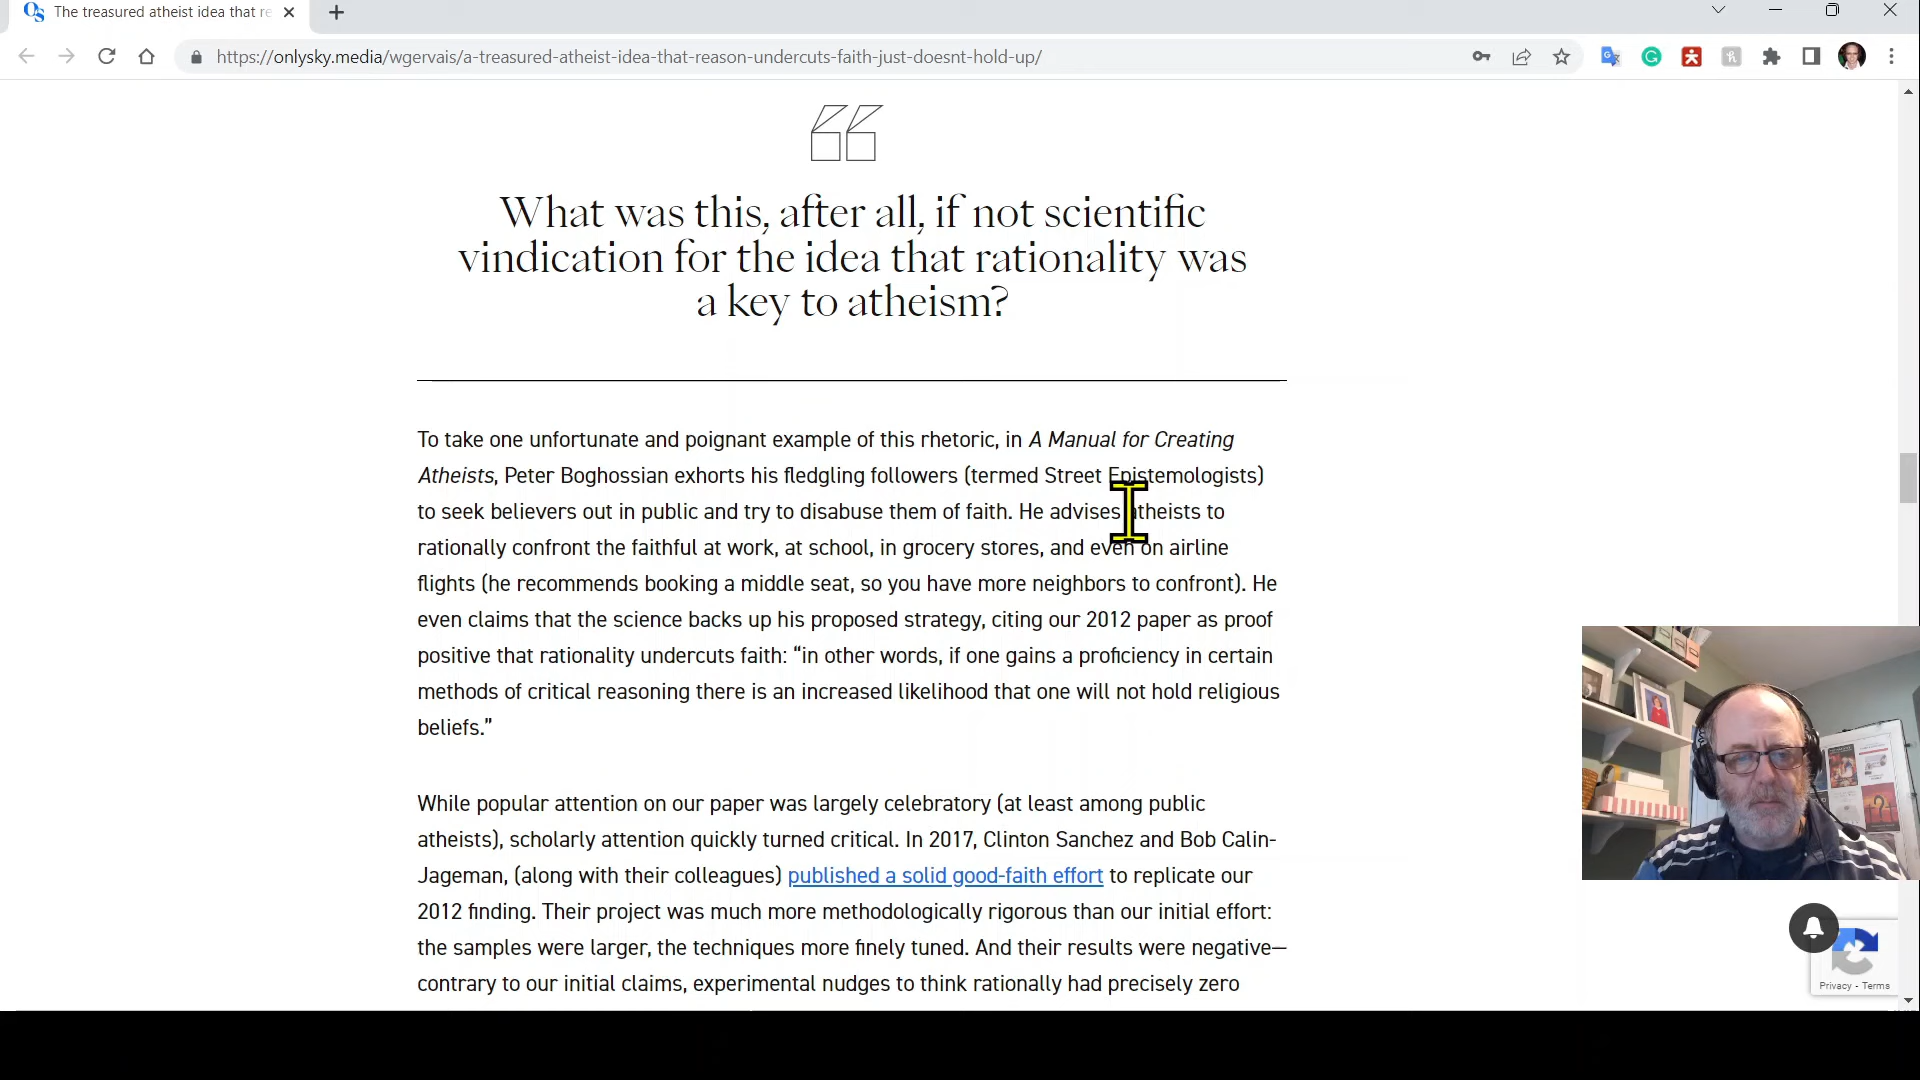 The treasured atheist idea that re
https://onlysky.media/wgervais/a-treasured-atheist-idea-that-reason-undercuts-faith-just-doesnt-hold-up/
What was this, after all, if not scientific
vindication for the idea that rationality was
a key to atheism?
To take one unfortunate and poignant example of this rhetoric, in A Manual for Creating
Atheists, Peter Boghossian exhorts his fledgling followers (termed Street Epistemologists)
to seek believers out in public and try to disabuse them of faith. He advises atheists to
rationally confront the faithful at work, at school, in grocery stores, and even on airline
flights (he recommends booking a middle seat, so you have more neighbors to confront). He
even claims that the science backs up his proposed strategy, citing our 2012 paper as proof
positive that rationality undercuts faith: “in other words, if one gains a proficiency in certain
methods of critical reasoning there is an increased likelihood that one will not hold religious
beliefs.”
While popular attention on our paper was largely celebratory (at least among public
atheists), scholarly attention quickly turned critical. In 2017, Clinton Sanchez and Bob Calin-
Jageman, (along with their colleagues) published a solid good-faith effort to replicate our
2012 finding. Their project was much more methodologically rigorous than our initial effort:
the samples were larger, the techniques more finely tuned. And their results were negative—
contrary to our initial claims, experimental nudges to think rationally had precisely zero
Privacy - Terms